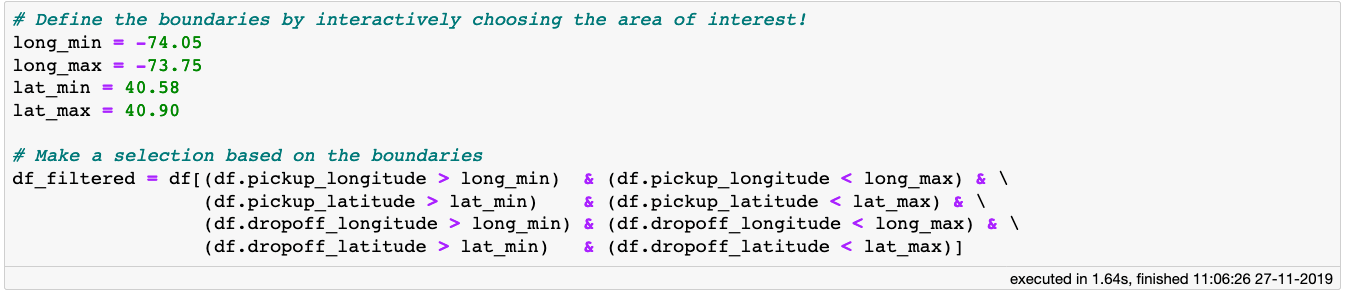 # Define the boundaries by interactively choosing the area of interest!
long_min = -74.05
long_max = -73.75
lat_min = 40.58
lat_max = 40.90

# Make a selection based on the boundaries
df_filtered = df[(df.pickup_longitude > long_min)  & (df.pickup_longitude < long_max) & \
                 (df.pickup_latitude > lat_min)    & (df.pickup_latitude < lat_max) & \
                 (df.dropoff_longitude > long_min) & (df.dropoff_longitude < long_max) & \
                 (df.dropoff_latitude > lat_min)   & (df.dropoff_latitude < lat_max)]
executed in 1.64s, finished 11:06:26 27-11-2019